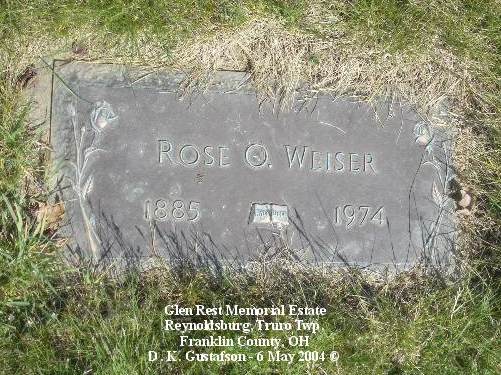 ROSE O. WEISER
1885 1974
Glen Rest Memorial Estate
Reynoldsburg, Truro Twp.
Franklin County, OH
D. K. Gustafson - 6 May 2004 ©